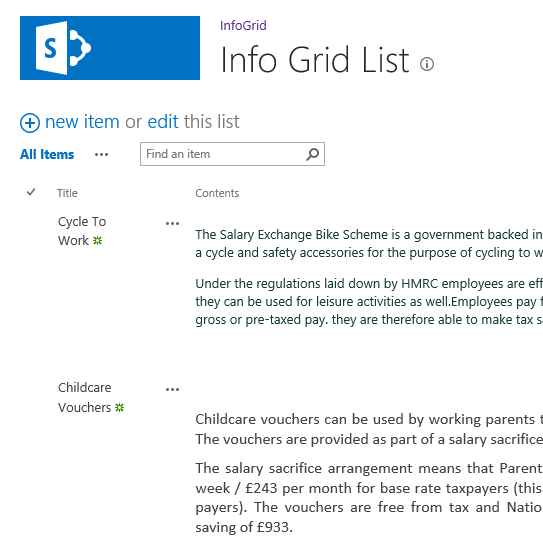 S
InfoGrid
Info Grid List
new item or edit this list
All Items ... Find an item
Title Contents
Cycle To ...
Work
The Salary Exchange Bike Scheme is a government backed in
a cycle and safety accessories for the purpose of cycling to w
Under the regulations laid down by HMRC employees are eff
they can be used for leisure activities as well.Employees pay f
gross or pre-taxed pay. they are therefore able to make tax sa
Childcare ...
Vouchers
Childcare vouchers can be used by working parents t
The vouchers are provided as part of a salary sacrifice
The salary sacrifice arrangement means that Parent
week / £243 per month for base rate taxpayers (this
payers). The vouchers are free from tax and Natio
saving of £933.